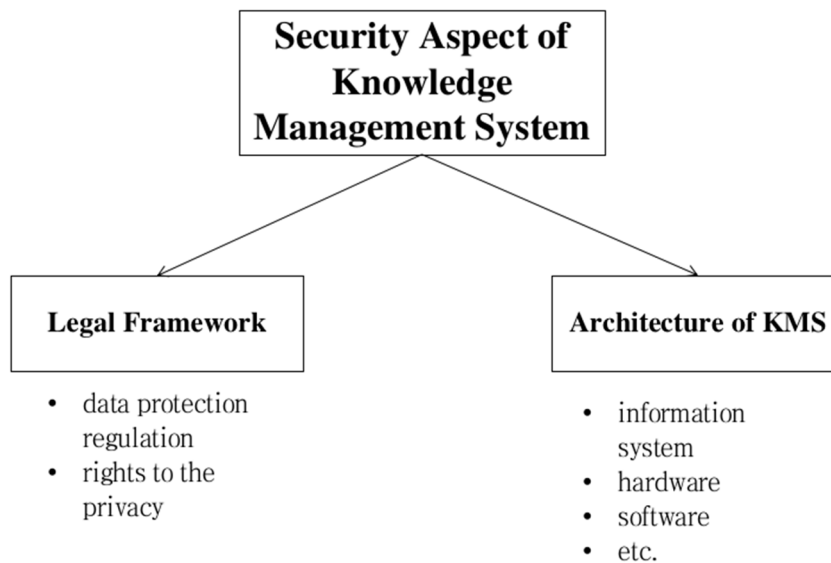 Security Aspect of
Knowledge
Management System
Legal Framework
• data protection
regulation
• rights to the
privacy
Architecture of KMS
• information
system
• hardware
• software
• etc.